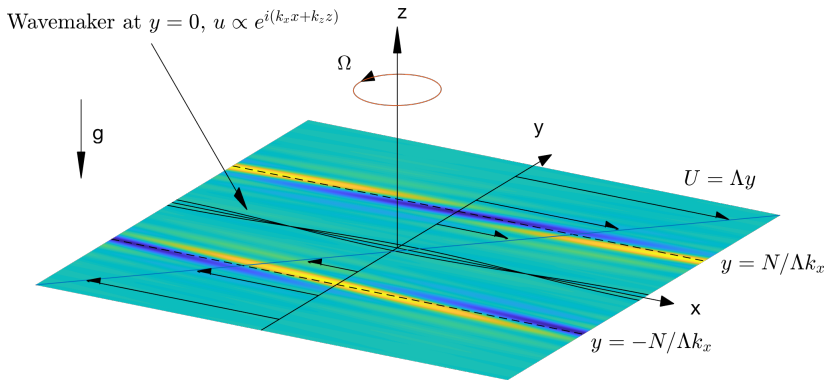 Wavemaker at y = 0, u ∝ e^{i(k_x x+k_z z)}
z
Ω
g
y
U = Λy
y = N/Λk_x
x
y = −N/Λk_x